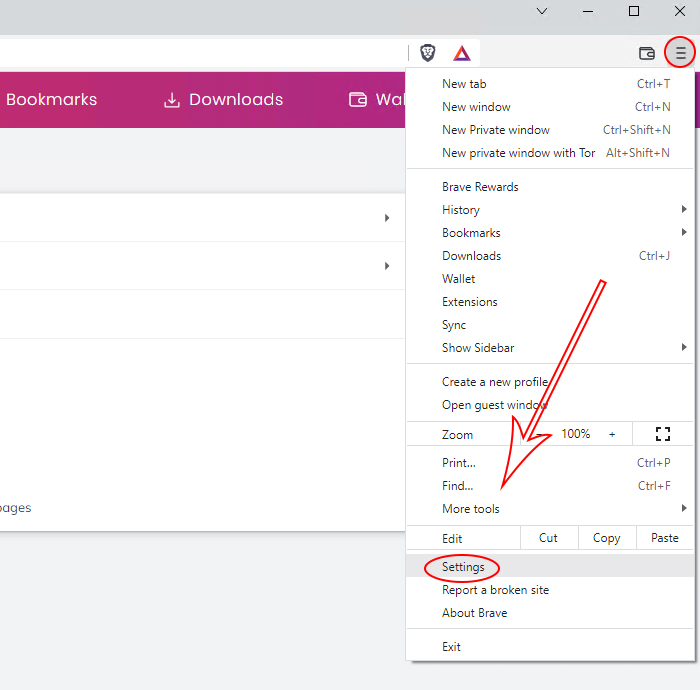 Bookmarks Downloads Wal
New tab Ctrl+T
New window Ctrl+N
New Private window Ctrl+Shift+N
New private window with Tor Alt+Shift+N
Brave Rewards
History
Bookmarks
Downloads Ctrl+J
Wallet
Extensions
Sync
Show Sidebar
Create a new profile
Open guest window
Zoom - 100% +
Print... Ctrl+P
Find... Ctrl+F
More tools
pages
Edit Cut Copy Paste
Settings
Report a broken site
About Brave
Exit